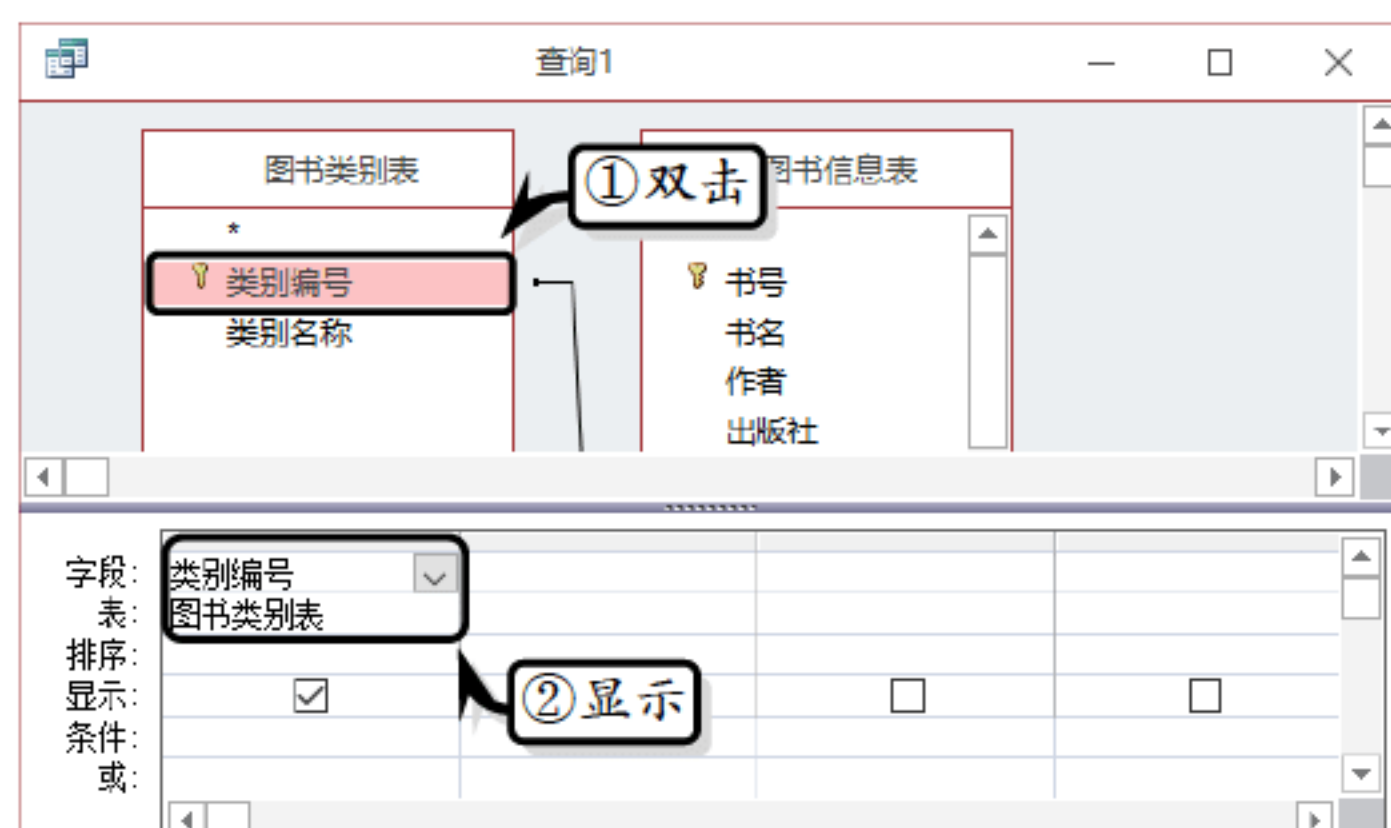 查询1
图书类别表
①双击
图书信息表
*
类别编号
类别名称
书号
书名
作者
出版社
字段: 类别编号
表: 图书类别表
排序:
显示:
②显示
条件:
或: